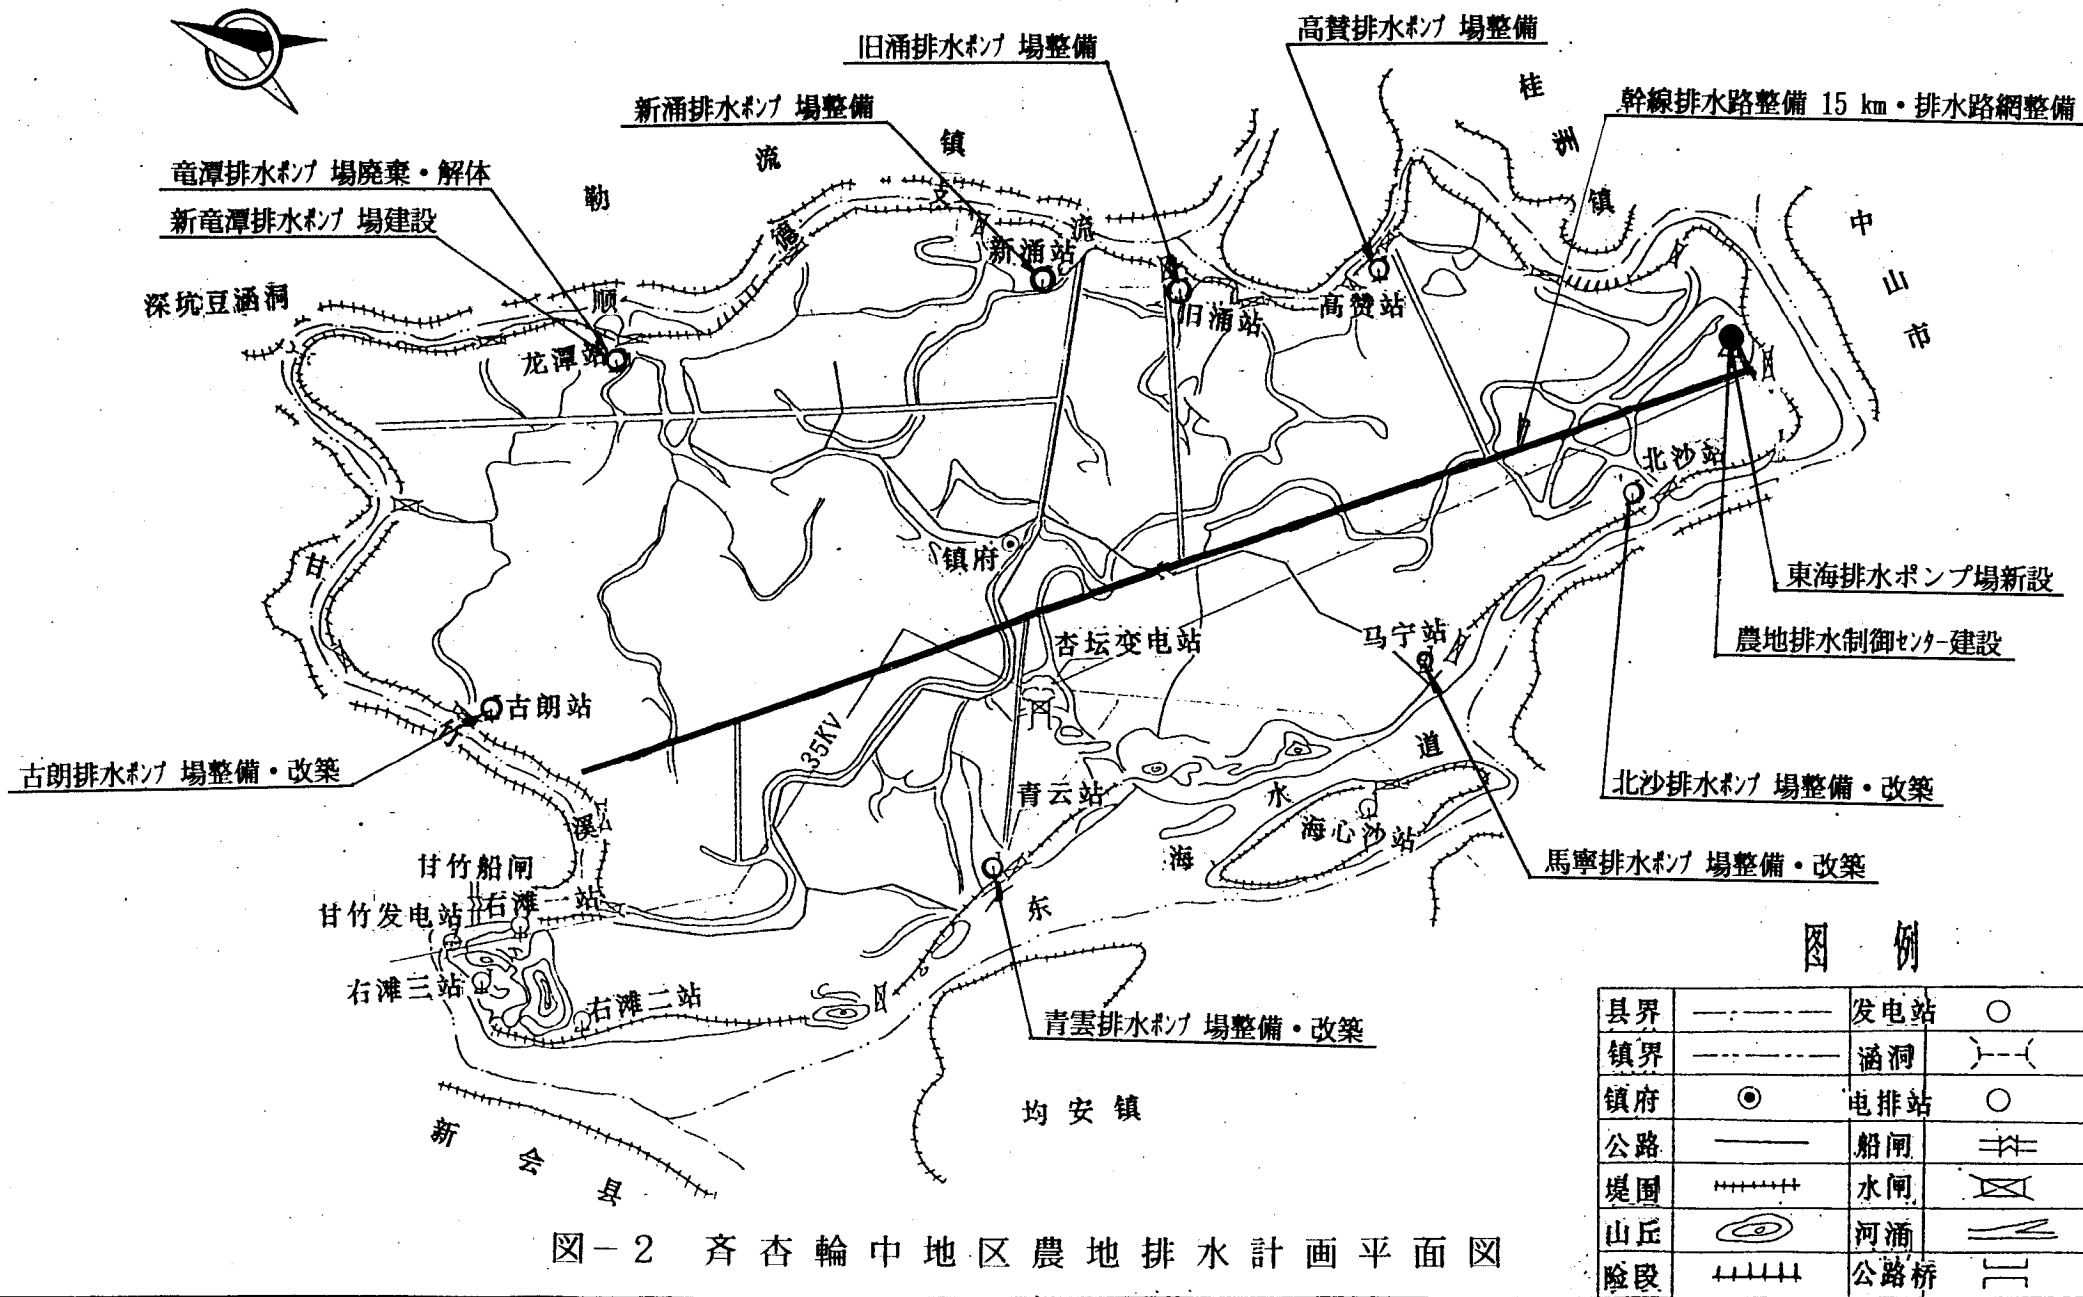 高賛排水ポンプ 場整備
旧涌排水ポンプ 場整備
新涌排水ポンプ 場整備
幹線排水路整備 15 km・排水路網整備
竜潭排水ポンプ 場廃棄・解体
新竜潭排水ポンプ 場建設
勒
流
镇
桂
镇
中
山
市
深坑豆涵洞
顺
德
支
流
新涌站
旧涌站
高赞站
龙潭站
北沙站
镇府
甘
竹
溪
杏坛变电站
马宁站
東海排水ポンプ場新設
農地排水制御センター建設
古朗站
古朗排水ポンプ 場整備・改築
35KV
青云站
东
海
水
道
海心沙站
北沙排水ポンプ 場整備・改築
馬寧排水ポンプ 場整備・改築
甘竹船闸
甘竹发电站
右滩一站
右滩三站
右滩二站
青雲排水ポンプ 場整備・改築
均安镇
新
会
县
图 例
县界 发电站
镇界 涵洞
镇府 电排站
公路 船闸
堤围 水闸
山丘 河涌
险段 公路桥
図－2 斉杏輪中地区農地排水計画平面図